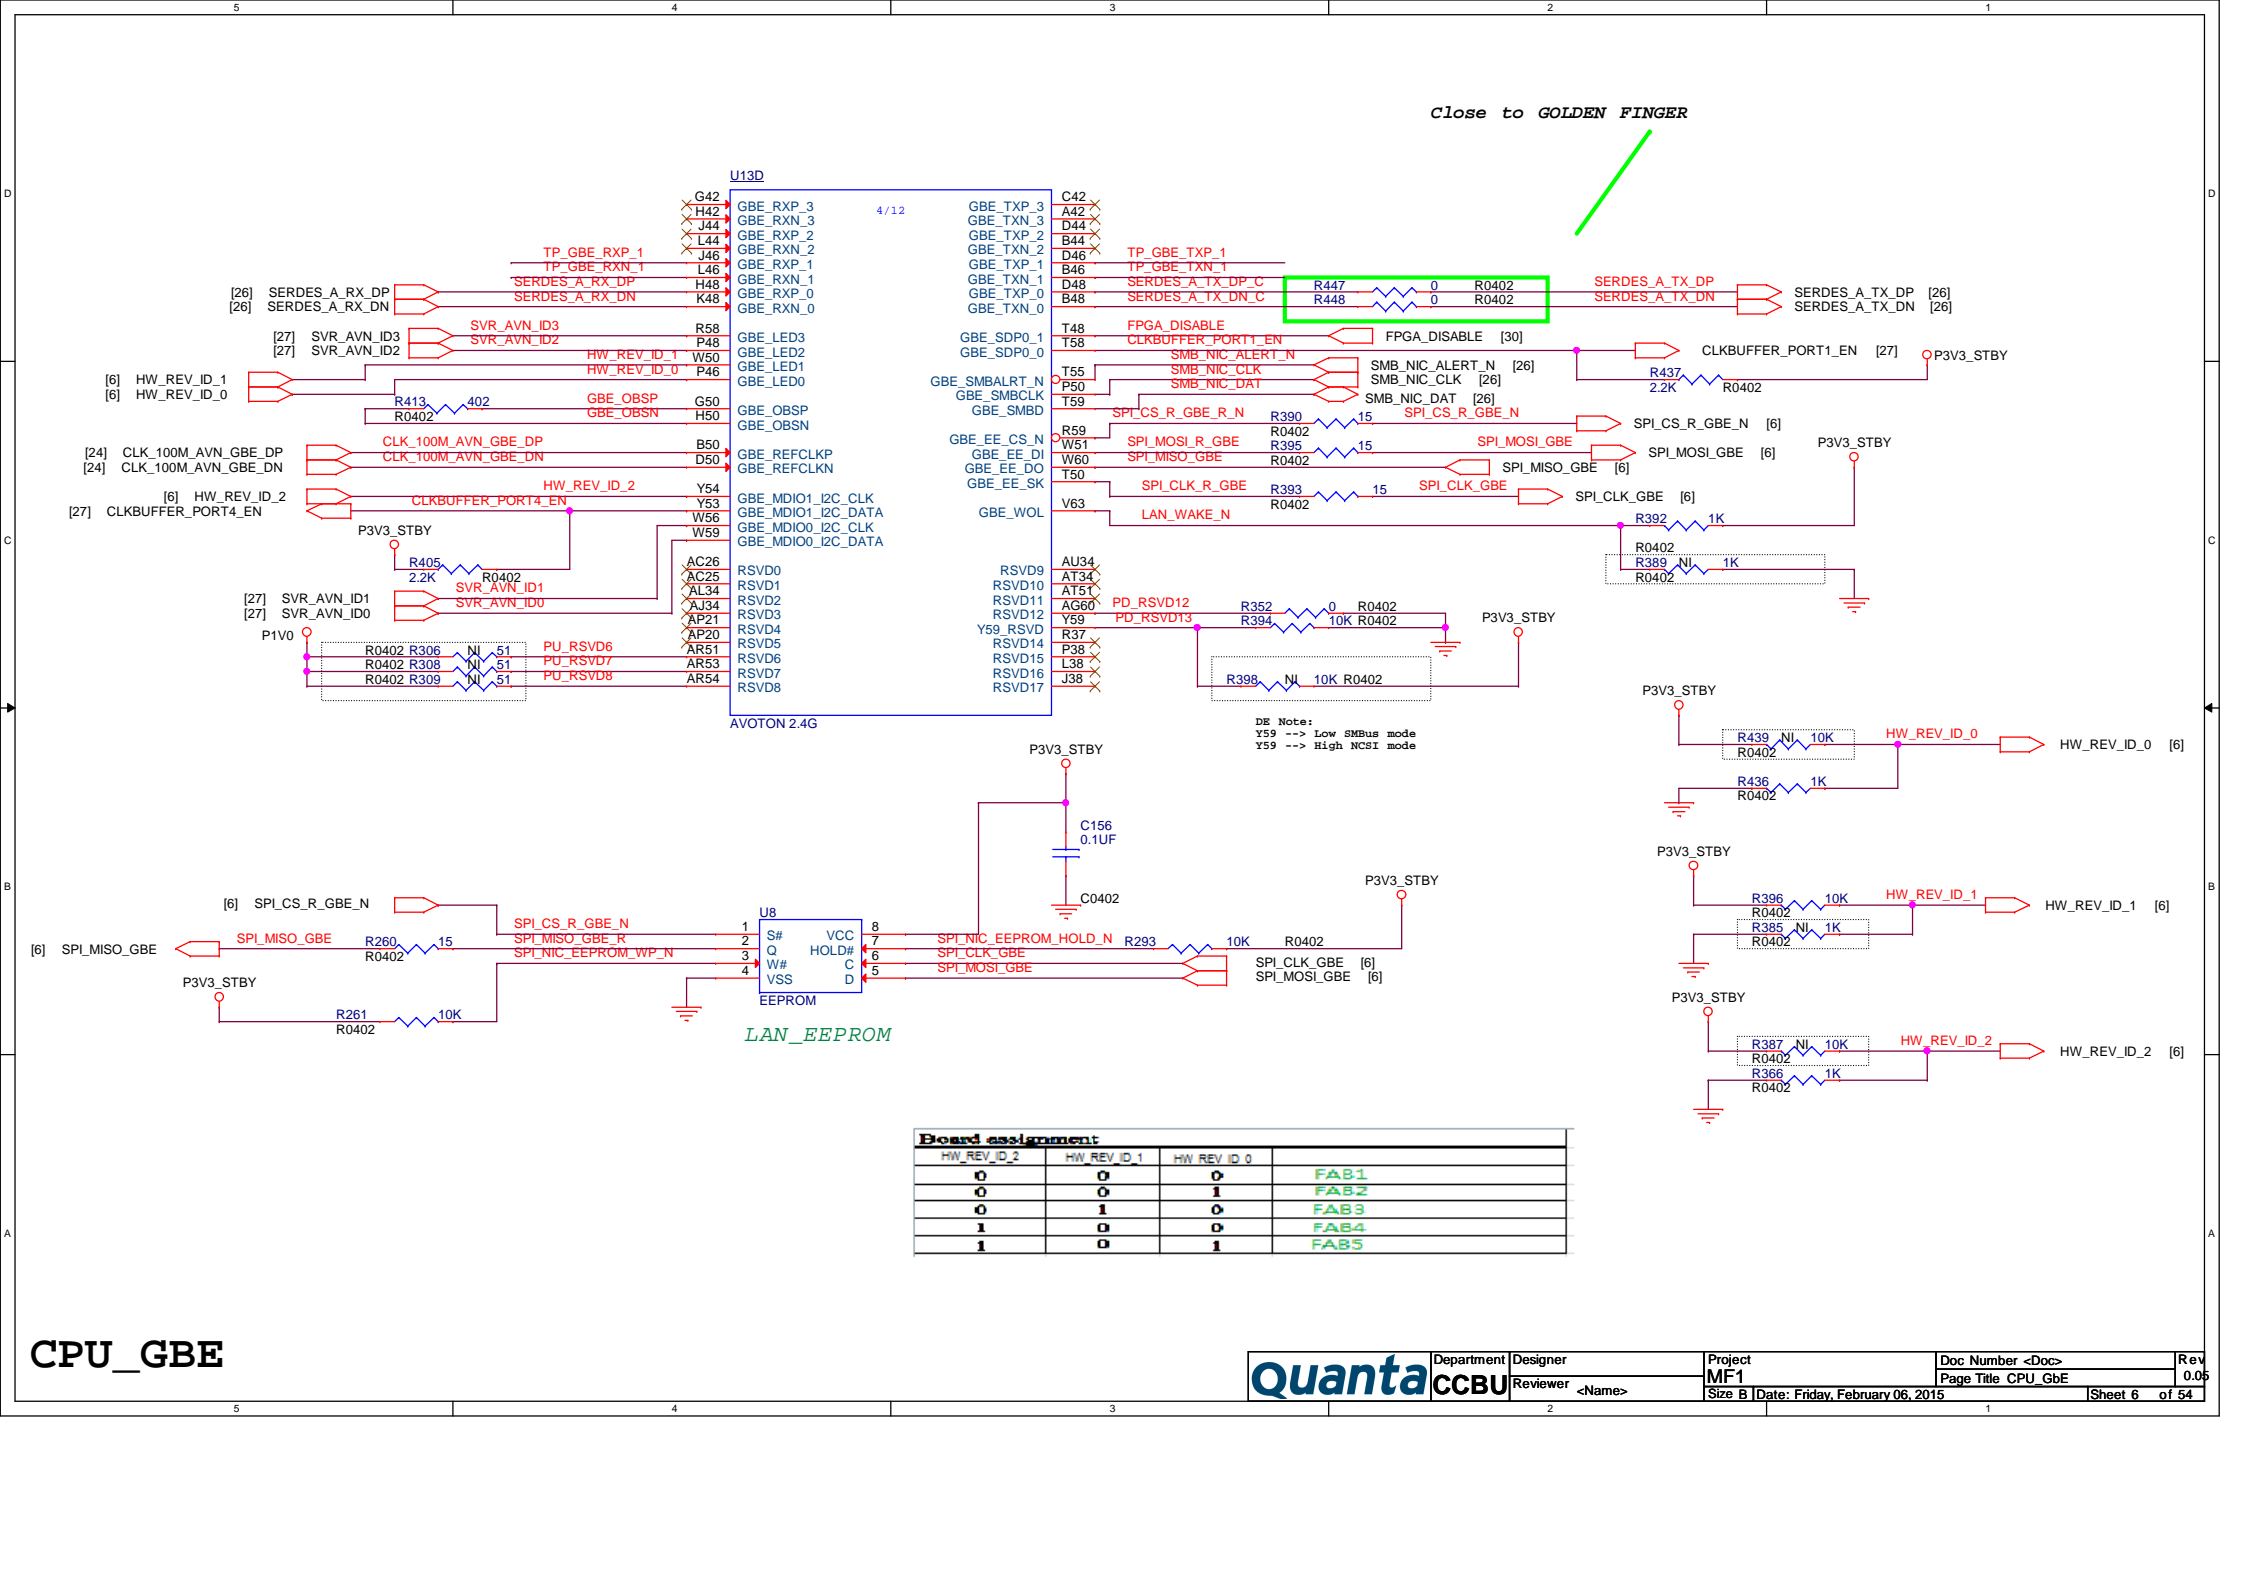 5 4 3 2 1
Close to GOLDEN FINGER
D D
C C
B B
A A
U13D
4/12
G42 GBE_RXP_3 GBE_TXP_3 C42
H42 GBE_RXN_3 GBE_TXN_3 A42
J44 GBE_RXP_2 GBE_TXP_2 D44
L44 GBE_RXN_2 GBE_TXN_2 B44
TP_GBE_RXP_1 J46 GBE_RXP_1 GBE_TXP_1 D46 TP_GBE_TXP_1
TP_GBE_RXN_1 L46 GBE_RXN_1 GBE_TXN_1 B46 TP_GBE_TXN_1
[26] SERDES_A_RX_DP SERDES_A_RX_DP H48 GBE_RXP_0 GBE_TXP_0 D48 SERDES_A_TX_DP_C R447 0 R0402 SERDES_A_TX_DP SERDES_A_TX_DP [26]
[26] SERDES_A_RX_DN SERDES_A_RX_DN K48 GBE_RXN_0 GBE_TXN_0 B48 SERDES_A_TX_DN_C R448 0 R0402 SERDES_A_TX_DN SERDES_A_TX_DN [26]
[27] SVR_AVN_ID3 SVR_AVN_ID3 R58 GBE_LED3 GBE_SDP0_1 T48 FPGA_DISABLE FPGA_DISABLE [30]
[27] SVR_AVN_ID2 SVR_AVN_ID2 P48 GBE_LED2 GBE_SDP0_0 T58 CLKBUFFER_PORT1_EN CLKBUFFER_PORT1_EN [27] P3V3_STBY
R437 2.2K R0402
[6] HW_REV_ID_1 HW_REV_ID_1 W50 GBE_LED1
[6] HW_REV_ID_0 HW_REV_ID_0 P46 GBE_LED0
GBE_SMBALRT_N T55 SMB_NIC_ALERT_N SMB_NIC_ALERT_N [26]
GBE_SMBCLK P50 SMB_NIC_CLK SMB_NIC_CLK [26]
GBE_SMBD T59 SMB_NIC_DAT SMB_NIC_DAT [26]
R413 402 R0402 GBE_OBSP G50 GBE_OBSP
GBE_OBSN H50 GBE_OBSN
GBE_EE_CS_N R59 SPI_CS_R_GBE_R_N R390 15 R0402 SPI_CS_R_GBE_N SPI_CS_R_GBE_N [6]
[24] CLK_100M_AVN_GBE_DP CLK_100M_AVN_GBE_DP B50 GBE_REFCLKP GBE_EE_DI W51 SPI_MOSI_R_GBE R395 15 R0402 SPI_MOSI_GBE SPI_MOSI_GBE [6]
[24] CLK_100M_AVN_GBE_DN CLK_100M_AVN_GBE_DN D50 GBE_REFCLKN GBE_EE_DO W60 SPI_MISO_GBE SPI_MISO_GBE [6]
GBE_EE_SK T50 SPI_CLK_R_GBE R393 15 R0402 SPI_CLK_GBE SPI_CLK_GBE [6]
P3V3_STBY
[6] HW_REV_ID_2 HW_REV_ID_2 Y54 GBE_MDIO1_I2C_CLK
[27] CLKBUFFER_PORT4_EN CLKBUFFER_PORT4_EN Y53 GBE_MDIO1_I2C_DATA GBE_WOL V63 LAN_WAKE_N R392 1K R0402
W56 GBE_MDIO0_I2C_CLK
W59 GBE_MDIO0_I2C_DATA
P3V3_STBY
R405 2.2K R0402
R389 NI 1K R0402
[27] SVR_AVN_ID1 SVR_AVN_ID1
[27] SVR_AVN_ID0 SVR_AVN_ID0
AC26 RSVD0 RSVD9 AU34
AC25 RSVD1 RSVD10 AT34
AL34 RSVD2 RSVD11 AT51
AJ34 RSVD3 RSVD12 AG60 PD_RSVD12 R352 0 R0402
AP21 RSVD4 Y59_RSVD Y59 PD_RSVD13 R394 10K R0402 P3V3_STBY
AP20 RSVD5 RSVD14 R37
P1V0
R0402 R306 NI 51 PU_RSVD6 AR51 RSVD6 RSVD15 P38
R0402 R308 NI 51 PU_RSVD7 AR53 RSVD7 RSVD16 L38
R0402 R309 NI 51 PU_RSVD8 AR54 RSVD8 RSVD17 J38
R398 NI 10K R0402
AVOTON 2.4G
DE Note:
Y59 --> Low SMBus mode
Y59 --> High NCSI mode
P3V3_STBY
R439 NI 10K R0402 HW_REV_ID_0 HW_REV_ID_0 [6]
R436 1K R0402
P3V3_STBY
C156
0.1UF
C0402
P3V3_STBY
R396 10K R0402 HW_REV_ID_1 HW_REV_ID_1 [6]
R385 NI 1K R0402
P3V3_STBY
R387 NI 10K R0402 HW_REV_ID_2 HW_REV_ID_2 [6]
R366 1K R0402
P3V3_STBY
U8
[6] SPI_CS_R_GBE_N SPI_CS_R_GBE_N 1 S# VCC 8
[6] SPI_MISO_GBE SPI_MISO_GBE R260 15 R0402 SPI_MISO_GBE_R 2 Q HOLD# 7 SPI_NIC_EEPROM_HOLD_N R293 10K R0402
SPI_NIC_EEPROM_WP_N 3 W# C 6 SPI_CLK_GBE SPI_CLK_GBE [6]
4 VSS D 5 SPI_MOSI_GBE SPI_MOSI_GBE [6]
P3V3_STBY
R261 10K R0402
EEPROM
LAN_EEPROM
Board assignment
HW_REV_ID_2 HW_REV_ID_1 HW_REV_ID_0
0 0 0 FAB1
0 0 1 FAB2
0 1 0 FAB3
1 0 0 FAB4
1 0 1 FAB5
CPU_GBE
Quanta
Department
CCBU
Designer
Reviewer <Name>
Project
MF1
Doc Number <Doc>
Page Title CPU_GbE
Rev
0.05
Size B Date: Friday, February 06, 2015 Sheet 6 of 54
5 4 3 2 1